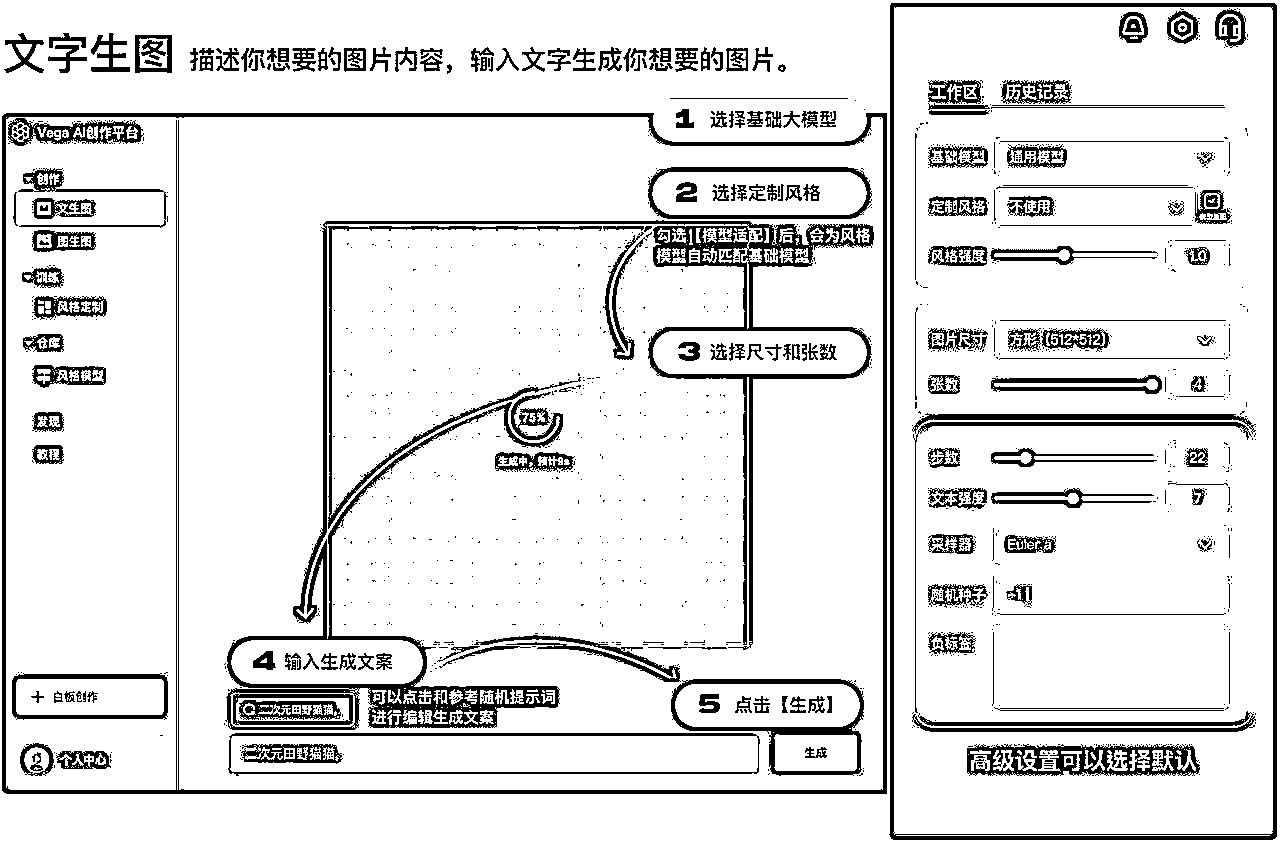 文字生图 描述你想要的图片内容，输入文字生成你想要的图片。
Vega AI创作平台
创作
文生图
图生图
训练
风格定制
仓库
风格模型
发现
教程
白板创作
个人中心
1 选择基础大模型
2 选择定制风格
勾选【模型适配】后，会为风格
模型自动匹配基础模型
3 选择尺寸和张数
75%
4 输入生成文案
二次元田野猫猫,
可以点击和参考随机提示词
进行编辑生成文案
5 点击【生成】
二次元田野猫猫,
生成
工作区 历史记录
基础模型 通用模型
定制风格 不使用
风格强度
图片尺寸 方形 (512*512)
张数 4
步数 22
文本强度 7
采样器 Euler a
随机种子 -1
负标签
高级设置可以选择默认